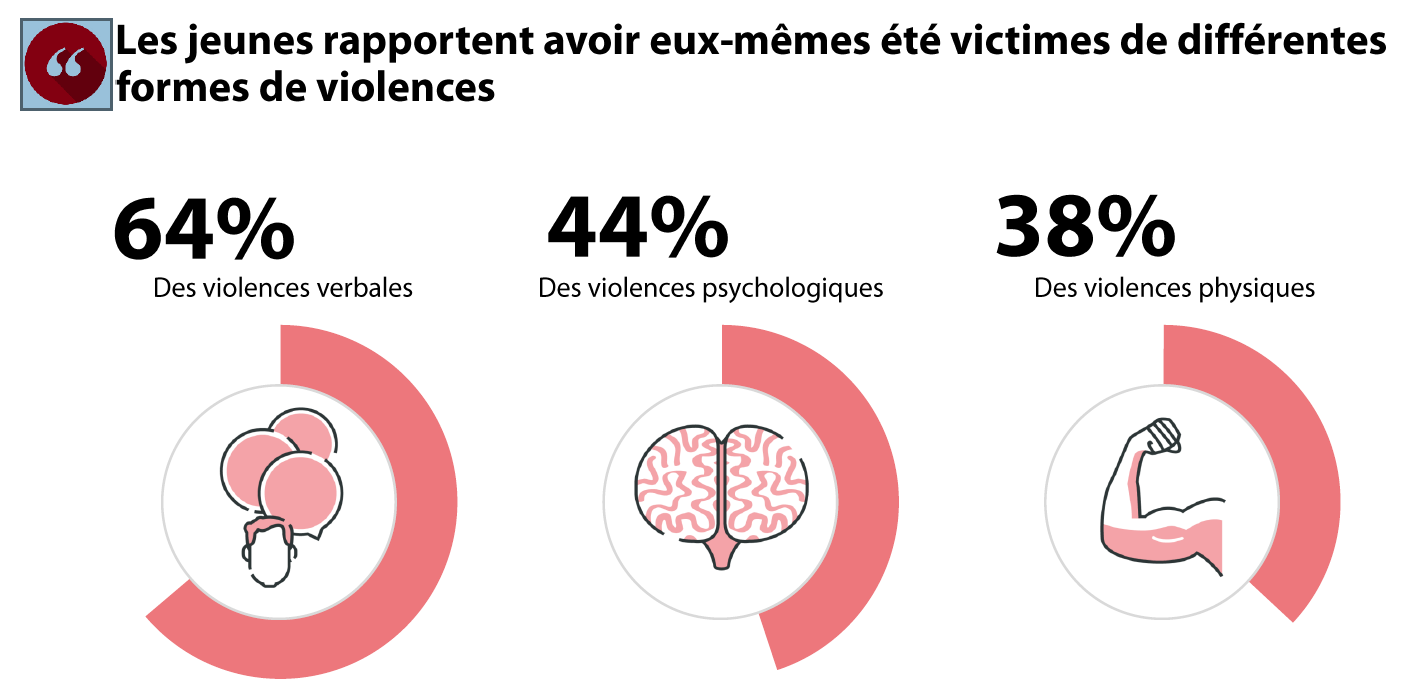 Les jeunes rapportent avoir eux-mêmes été victimes de différentes
formes de violences
64%
Des violences verbales
44%
Des violences psychologiques
38%
Des violences physiques